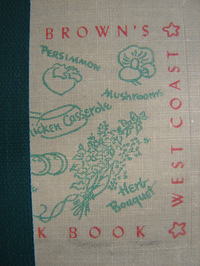 BROWN'S
WEST COAST
PERSIMMON
Mushrooms
Chicken Casserole
Herb
Bouquet
K BOOK